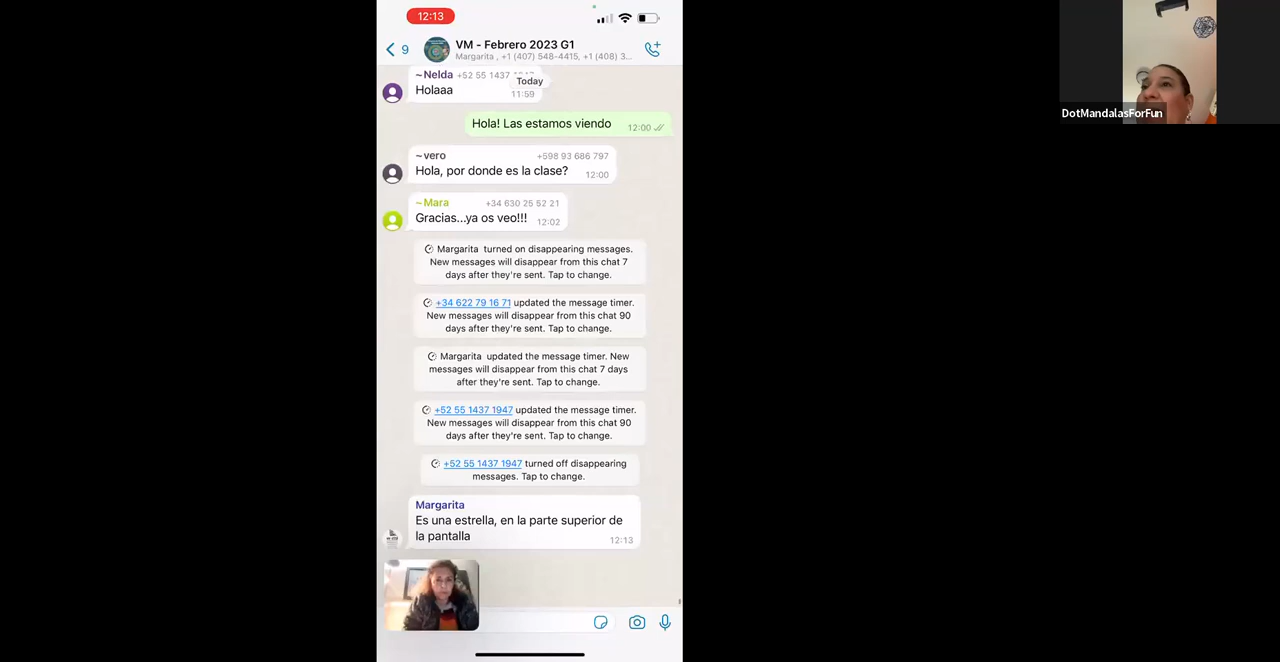 12:13
9
VM - Febrero 2023 G1
Margarita , +1 (407) 548-4415, +1 (408) 3...
~Nelda +52 55 1437
Today
Holaaa
11:59
Hola! Las estamos viendo
12:00
~vero +598 93 686 797
Hola, por donde es la clase?
12:00
~Mara +34 630 25 52 21
Gracias...ya os veo!!!
12:02
Margarita turned on disappearing messages.
New messages will disappear from this chat 7
days after they're sent. Tap to change.
+34 622 79 16 71 updated the message timer.
New messages will disappear from this chat 90
days after they're sent. Tap to change.
Margarita updated the message timer. New
messages will disappear from this chat 7 days
after they're sent. Tap to change.
+52 55 1437 1947 updated the message timer.
New messages will disappear from this chat 90
days after they're sent. Tap to change.
+52 55 1437 1947 turned off disappearing
messages. Tap to change.
Margarita
Es una estrella, en la parte superior de
la pantalla
12:13
DotMandalasForFun